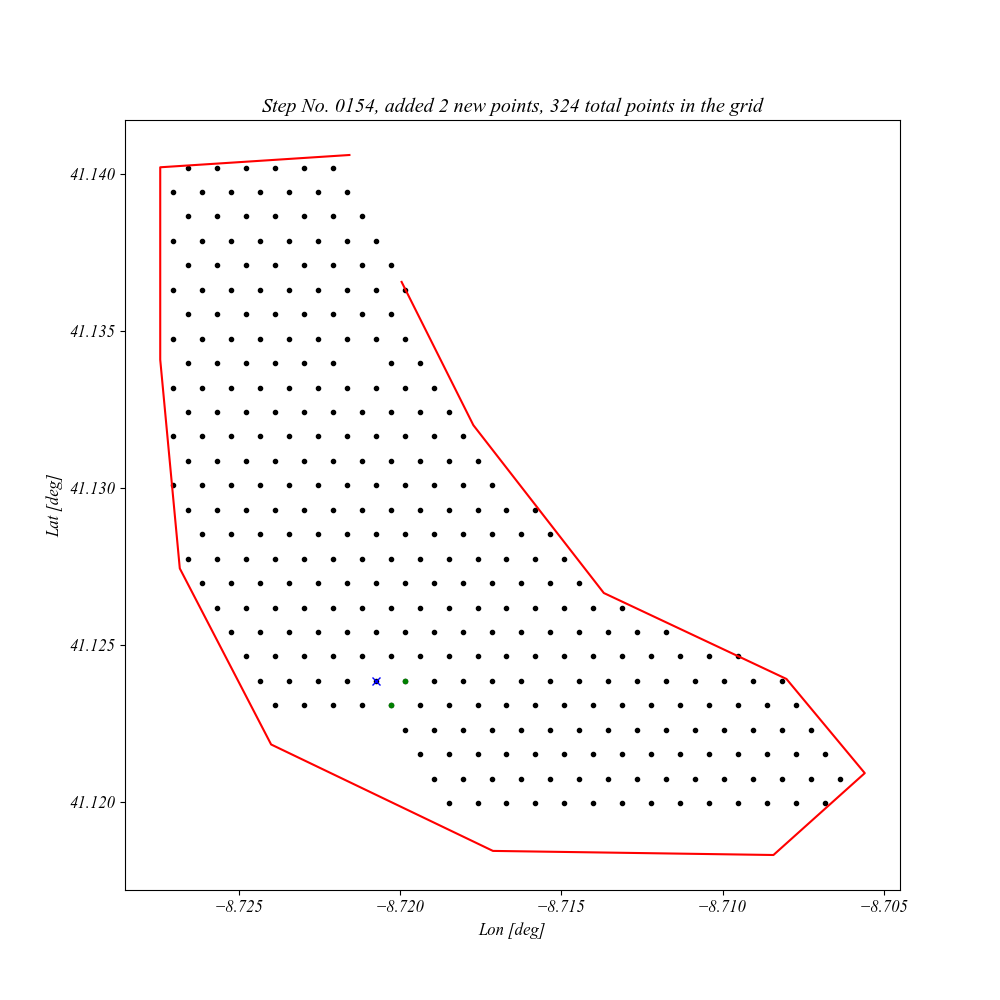 Step No. 0154, added 2 new points, 324 total points in the grid
41.140
41.135
41.130
41.125
41.120
Lat [deg]
−8.725 −8.720 −8.715 −8.710 −8.705
Lon [deg]